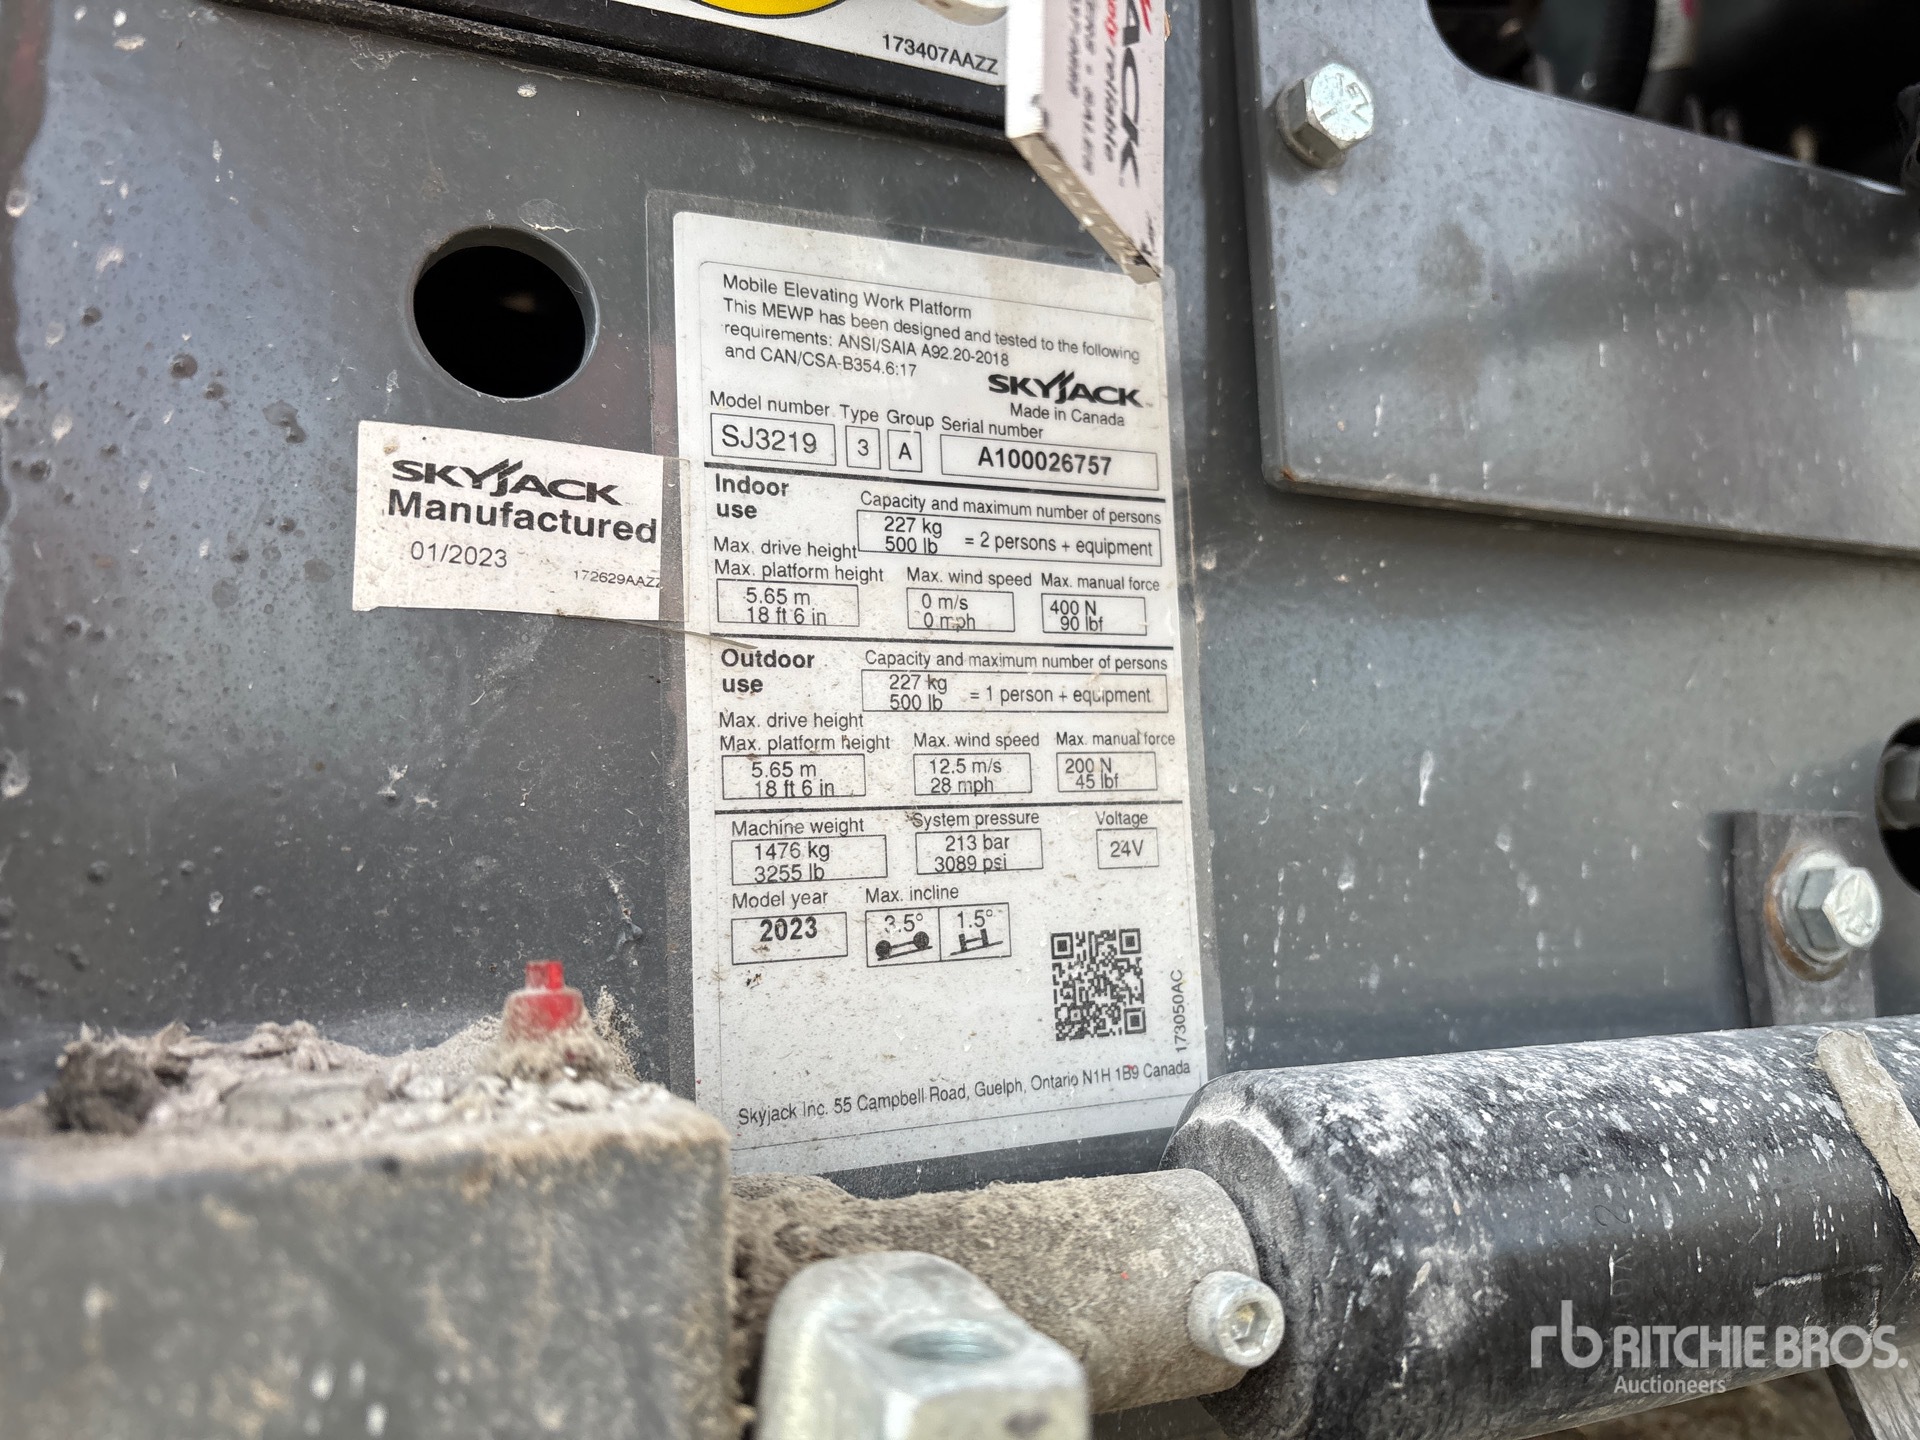 173407AAZZ
Mobile Elevating Work Platform
This MEWP has been designed and tested to the following
requirements: ANSI/SAIA A92.20-2018
and CAN/CSA-B354.6:17
SKYJACK
Made in Canada
Model number Type Group Serial number
SJ3219 3 A A100026757
Indoor
use
Capacity and maximum number of persons
227 kg
500 lb
= 2 persons + equipment
Max. drive height
Max. platform height Max. wind speed Max. manual force
5.65 m 0 m/s 400 N
18 ft 6 in 0 mph 90 lbf
Outdoor
use
Capacity and maximum number of persons
227 kg
500 lb
= 1 person + equipment
Max. drive height
Max. platform height Max. wind speed Max. manual force
5.65 m 12.5 m/s 200 N
18 ft 6 in 28 mph 45 lbf
Machine weight System pressure Voltage
1476 kg 213 bar 24V
3255 lb 3089 psi
Model year Max. incline
2023 3.5° 1.5°
173050AC
Skyjack Inc. 55 Campbell Road, Guelph, Ontario N1H 1B9 Canada
SKYJACK
Manufactured
01/2023
172629AAZZ
ACK
reliable
rb RITCHIE BROS.
Auctioneers